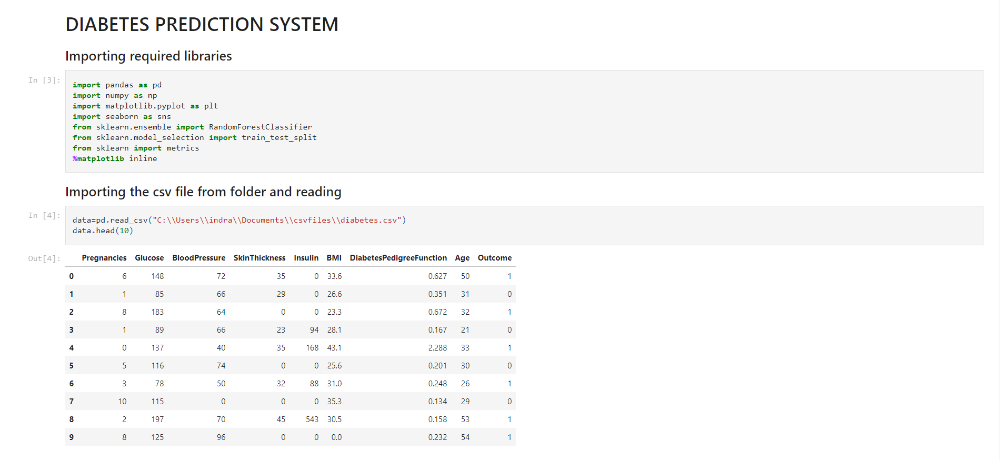 DIABETES PREDICTION SYSTEM
Importing required libraries
In [3]:
import pandas as pd
import numpy as np
import matplotlib.pyplot as plt
import seaborn as sns
from sklearn.ensemble import RandomForestClassifier
from sklearn.model_selection import train_test_split
from sklearn import metrics
%matplotlib inline
Importing the csv file from folder and reading
In [4]:
data=pd.read_csv("C:\\Users\\indra\\Documents\\csvfiles\\diabetes.csv")
data.head(10)
Out[4]:
Pregnancies Glucose BloodPressure SkinThickness Insulin BMI DiabetesPedigreeFunction Age Outcome
0 6 148 72 35 0 33.6 0.627 50 1
1 1 85 66 29 0 26.6 0.351 31 0
2 8 183 64 0 0 23.3 0.672 32 1
3 1 89 66 23 94 28.1 0.167 21 0
4 0 137 40 35 168 43.1 2.288 33 1
5 5 116 74 0 0 25.6 0.201 30 0
6 3 78 50 32 88 31.0 0.248 26 1
7 10 115 0 0 0 35.3 0.134 29 0
8 2 197 70 45 543 30.5 0.158 53 1
9 8 125 96 0 0 0.0 0.232 54 1